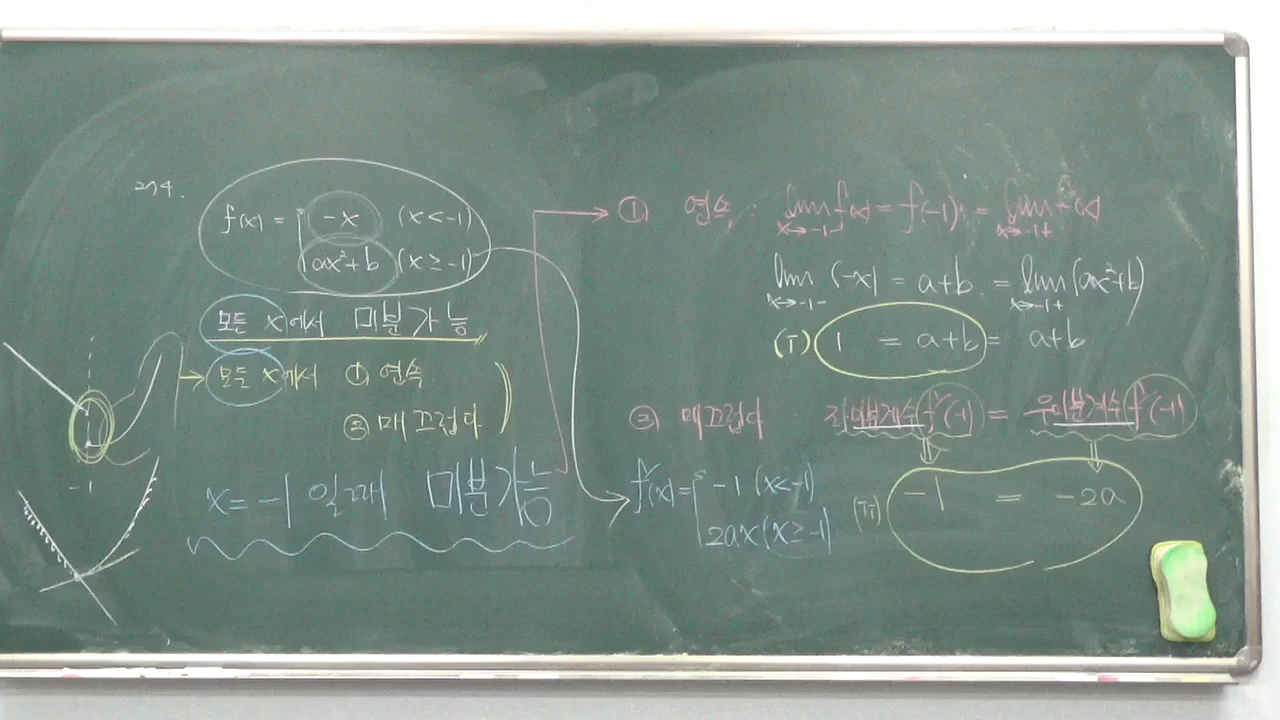 274.
f(x) = { -x (x < -1)
ax²+b (x ≥ -1)
모든 x에서 미분가능
→ 모든 x에서 ① 연속
② 매끄럽다
-1
x = -1 일때 미분가능
① 연속 : lim x→-1- f(x) = f(-1) = lim x→-1+ f(x)
lim x→-1- (-x) = a+b = lim x→-1+ (ax²+b)
(ㄱ) 1 = a+b = a+b
② 매끄럽다 좌미분계수 f'(-1) = 우미분계수 f'(-1)
f'(x) = { -1 (x < -1)
2ax (x ≥ -1)
-1 = -2a